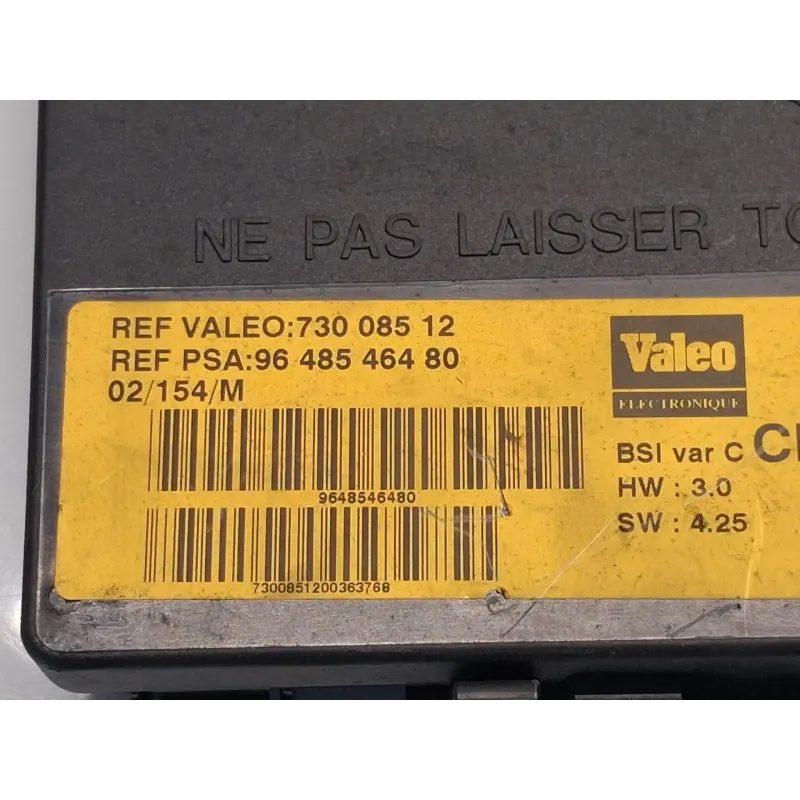 NE PAS LAISSER TO
REF VALEO:730 085 12
REF PSA:96 485 464 80
02/154/M
9648546480
7300851200363768
Valeo
ELECTRONIQUE
BSI var C
HW : 3.0
SW : 4.25